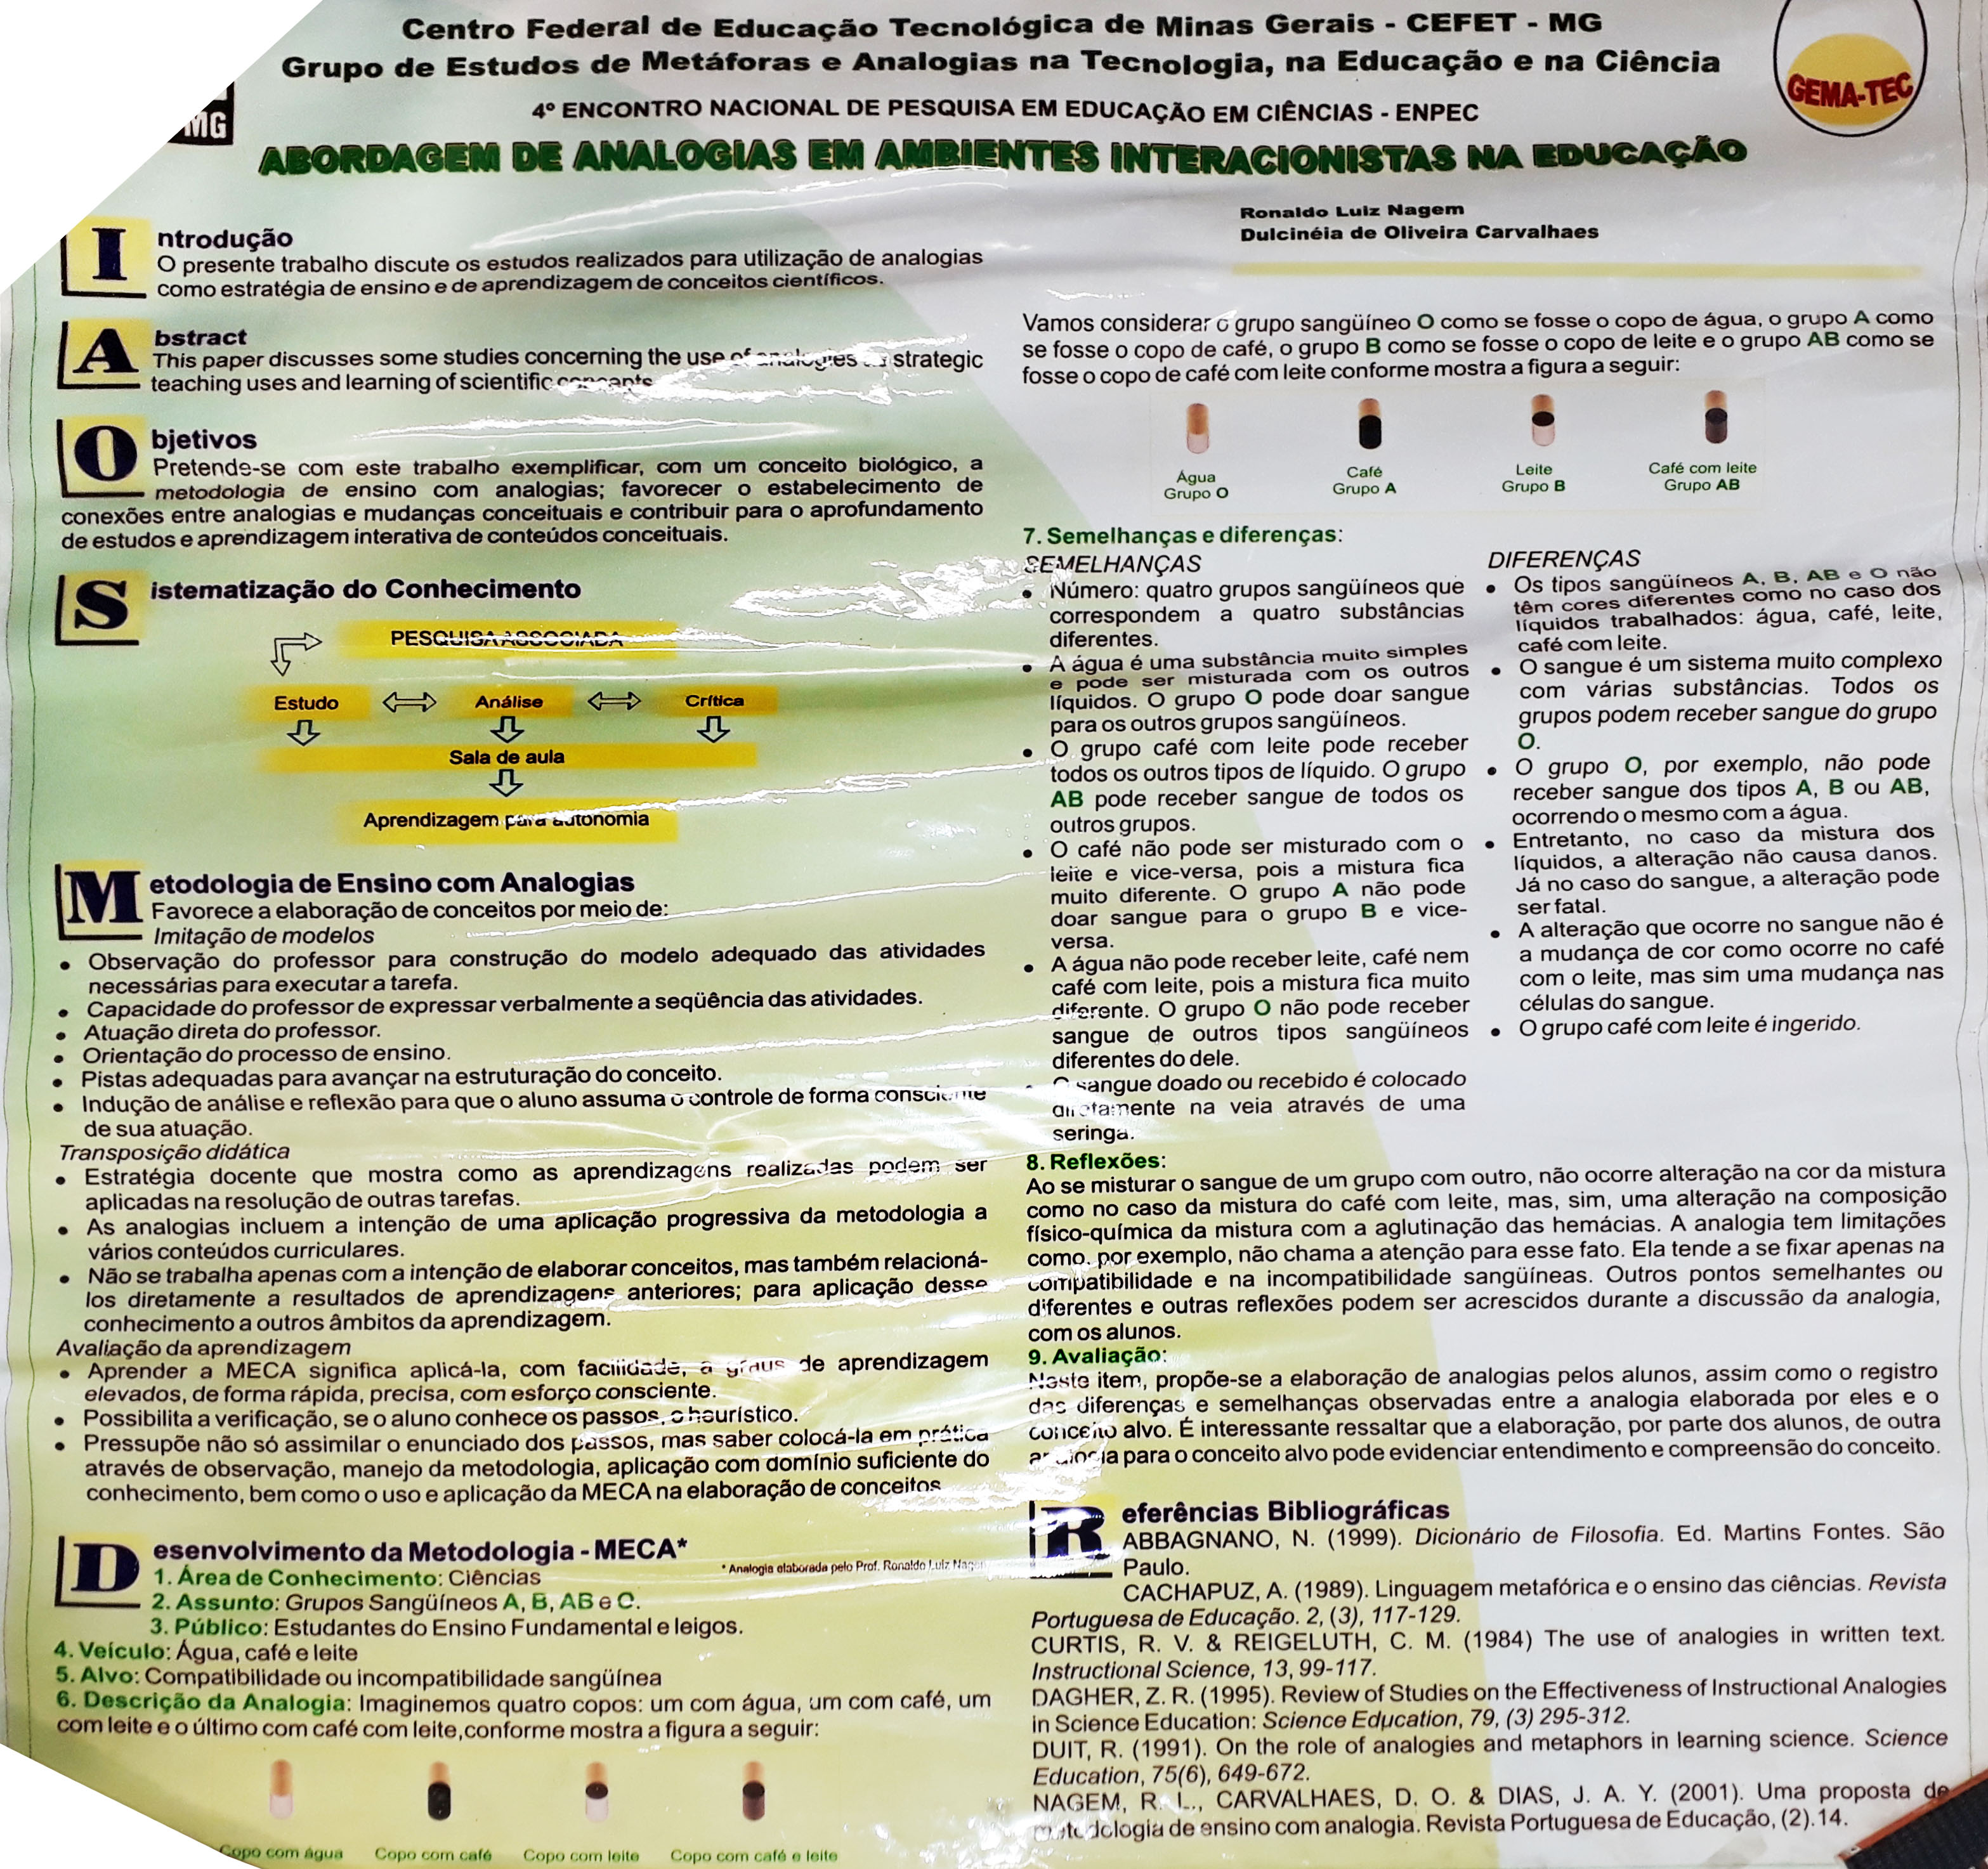 Centro Federal de Educação Tecnológica de Minas Gerais - CEFET - MG
Grupo de Estudos de Metáforas e Analogias na Tecnologia, na Educação e na Ciência
4º ENCONTRO NACIONAL DE PESQUISA EM EDUCAÇÃO EM CIÊNCIAS - ENPEC
MG
GEMA-TEC
ABORDAGEM DE ANALOGIAS EM AMBIENTES INTERACIONISTAS NA EDUCAÇÃO
Ronaldo Luiz Nagem
Dulcinéia de Oliveira Carvalhaes
Introdução
O presente trabalho discute os estudos realizados para utilização de analogias
como estratégia de ensino e de aprendizagem de conceitos científicos.
Abstract
This paper discusses some studies concerning the use of analogies as strategic
teaching uses and learning of scientific concepts
Objetivos
Pretende-se com este trabalho exemplificar, com um conceito biológico, a
metodologia de ensino com analogias; favorecer o estabelecimento de
conexões entre analogias e mudanças conceituais e contribuir para o aprofundamento
de estudos e aprendizagem interativa de conteúdos conceituais.
Sistematização do Conhecimento
PESQUISA ASSOCIADA
Estudo Análise Crítica
Sala de aula
Aprendizagem para autonomia
Metodologia de Ensino com Analogias
Favorece a elaboração de conceitos por meio de:
Imitação de modelos
• Observação do professor para construção do modelo adequado das atividades
necessárias para executar a tarefa.
• Capacidade do professor de expressar verbalmente a seqüência das atividades.
• Atuação direta do professor.
• Orientação do processo de ensino.
• Pistas adequadas para avançar na estruturação do conceito.
• Indução de análise e reflexão para que o aluno assuma o controle de forma consciente
de sua atuação.
Transposição didática
• Estratégia docente que mostra como as aprendizagens realizadas podem ser
aplicadas na resolução de outras tarefas.
• As analogias incluem a intenção de uma aplicação progressiva da metodologia a
vários conteúdos curriculares.
• Não se trabalha apenas com a intenção de elaborar conceitos, mas também relacioná-
los diretamente a resultados de aprendizagens anteriores; para aplicação desse
conhecimento a outros âmbitos da aprendizagem.
Avaliação da aprendizagem
• Aprender a MECA significa aplicá-la, com facilidade, a graus de aprendizagem
elevados, de forma rápida, precisa, com esforço consciente.
• Possibilita a verificação, se o aluno conhece os passos, o heurístico.
• Pressupõe não só assimilar o enunciado dos passos, mas saber colocá-la em prática
através de observação, manejo da metodologia, aplicação com domínio suficiente do
conhecimento, bem como o uso e aplicação da MECA na elaboração de conceitos
Desenvolvimento da Metodologia - MECA*
* Analogia elaborada pelo Prof. Ronaldo Luiz Nagem
1. Área de Conhecimento: Ciências
2. Assunto: Grupos Sangüíneos A, B, AB e O.
3. Público: Estudantes do Ensino Fundamental e leigos.
4. Veículo: Água, café e leite
5. Alvo: Compatibilidade ou incompatibilidade sangüínea
6. Descrição da Analogia: Imaginemos quatro copos: um com água, um com café, um
com leite e o último com café com leite, conforme mostra a figura a seguir:
Copo com água Copo com café Copo com leite Copo com café e leite
Vamos considerar o grupo sangüíneo O como se fosse o copo de água, o grupo A como
se fosse o copo de café, o grupo B como se fosse o copo de leite e o grupo AB como se
fosse o copo de café com leite conforme mostra a figura a seguir:
Água Café Leite Café com leite
Grupo O Grupo A Grupo B Grupo AB
7. Semelhanças e diferenças:
SEMELHANÇAS
• Número: quatro grupos sangüíneos que
correspondem a quatro substâncias
diferentes.
• A água é uma substância muito simples
e pode ser misturada com os outros
líquidos. O grupo O pode doar sangue
para os outros grupos sangüíneos.
• O grupo café com leite pode receber
todos os outros tipos de líquido. O grupo
AB pode receber sangue de todos os
outros grupos.
• O café não pode ser misturado com o
leite e vice-versa, pois a mistura fica
muito diferente. O grupo A não pode
doar sangue para o grupo B e vice-
versa.
• A água não pode receber leite, café nem
café com leite, pois a mistura fica muito
diferente. O grupo O não pode receber
sangue de outros tipos sangüíneos
diferentes do dele.
• O sangue doado ou recebido é colocado
diretamente na veia através de uma
seringa.
DIFERENÇAS
• Os tipos sangüíneos A, B, AB e O não
têm cores diferentes como no caso dos
líquidos trabalhados: água, café, leite,
café com leite.
• O sangue é um sistema muito complexo
com várias substâncias. Todos os
grupos podem receber sangue do grupo
O.
• O grupo O, por exemplo, não pode
receber sangue dos tipos A, B ou AB,
ocorrendo o mesmo com a água.
• Entretanto, no caso da mistura dos
líquidos, a alteração não causa danos.
Já no caso do sangue, a alteração pode
ser fatal.
• A alteração que ocorre no sangue não é
a mudança de cor como ocorre no café
com o leite, mas sim uma mudança nas
células do sangue.
• O grupo café com leite é ingerido.
8. Reflexões:
Ao se misturar o sangue de um grupo com outro, não ocorre alteração na cor da mistura
como no caso da mistura do café com leite, mas, sim, uma alteração na composição
físico-química da mistura com a aglutinação das hemácias. A analogia tem limitações
como, por exemplo, não chama a atenção para esse fato. Ela tende a se fixar apenas na
compatibilidade e na incompatibilidade sangüíneas. Outros pontos semelhantes ou
diferentes e outras reflexões podem ser acrescidos durante a discussão da analogia,
com os alunos.
9. Avaliação:
Neste item, propõe-se a elaboração de analogias pelos alunos, assim como o registro
das diferenças e semelhanças observadas entre a analogia elaborada por eles e o
conceito alvo. É interessante ressaltar que a elaboração, por parte dos alunos, de outra
analogia para o conceito alvo pode evidenciar entendimento e compreensão do conceito.
Referências Bibliográficas
ABBAGNANO, N. (1999). Dicionário de Filosofia. Ed. Martins Fontes. São
Paulo.
CACHAPUZ, A. (1989). Linguagem metafórica e o ensino das ciências. Revista
Portuguesa de Educação. 2, (3), 117-129.
CURTIS, R. V. & REIGELUTH, C. M. (1984) The use of analogies in written text.
Instructional Science, 13, 99-117.
DAGHER, Z. R. (1995). Review of Studies on the Effectiveness of Instructional Analogies
in Science Education: Science Education, 79, (3) 295-312.
DUIT, R. (1991). On the role of analogies and metaphors in learning science. Science
Education, 75(6), 649-672.
NAGEM, R. L., CARVALHAES, D. O. & DIAS, J. A. Y. (2001). Uma proposta de
metodologia de ensino com analogia. Revista Portuguesa de Educação, (2).14.